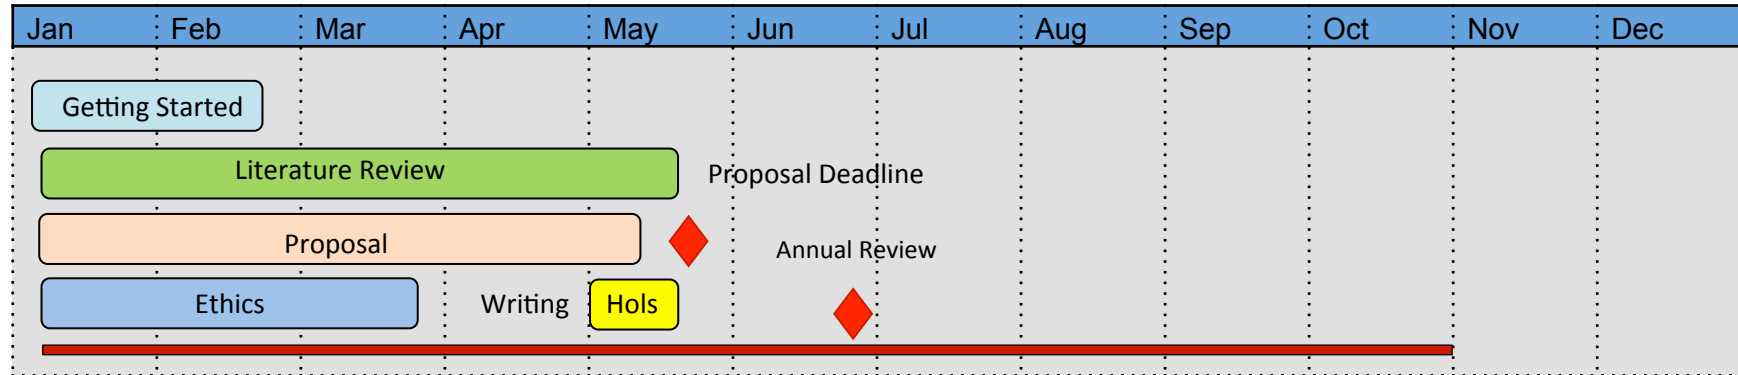 Jan Feb Mar Apr May Jun Jul Aug Sep Oct Nov Dec
Getting Started
Literature Review
Proposal Deadline
Proposal
Annual Review
Ethics
Writing
Hols